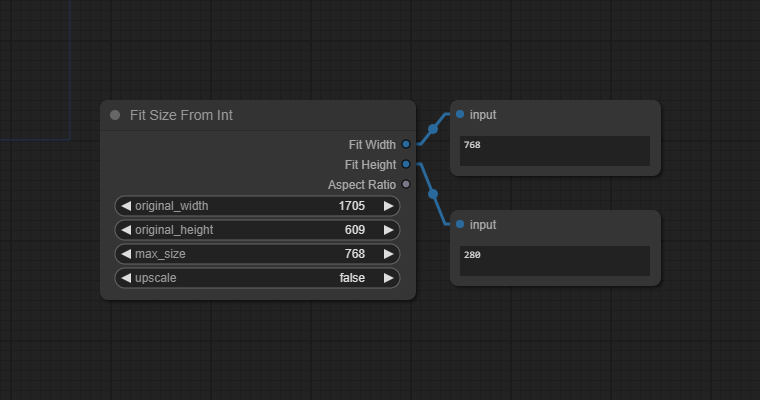 Fit Size From Int
Fit Width
Fit Height
Aspect Ratio
original_width 1705
original_height 609
max_size 768
upscale false
input
768
input
280